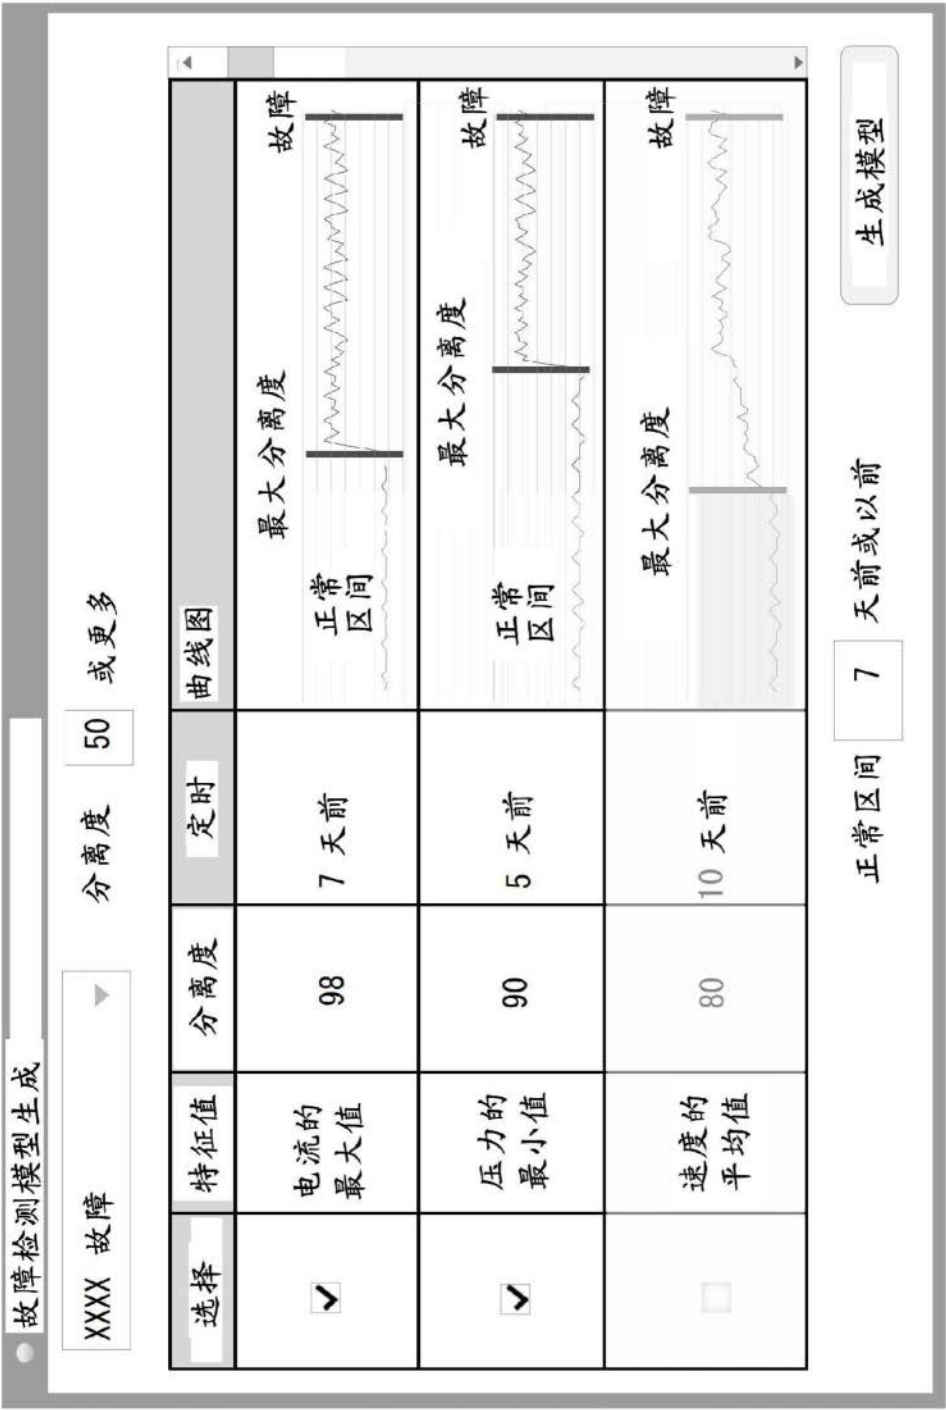 故障检测模型生成
XXXX 故障
分离度 50 或更多
选择 特征值 分离度 定时 曲线图
电流的
最大值
98
7 天前
最大分离度
故障
正常
区间
压力的
最小值
90
5 天前
最大分离度
故障
正常
区间
速度的
平均值
80
10 天前
最大分离度
故障
正常区间 7 天前或以前
生成模型